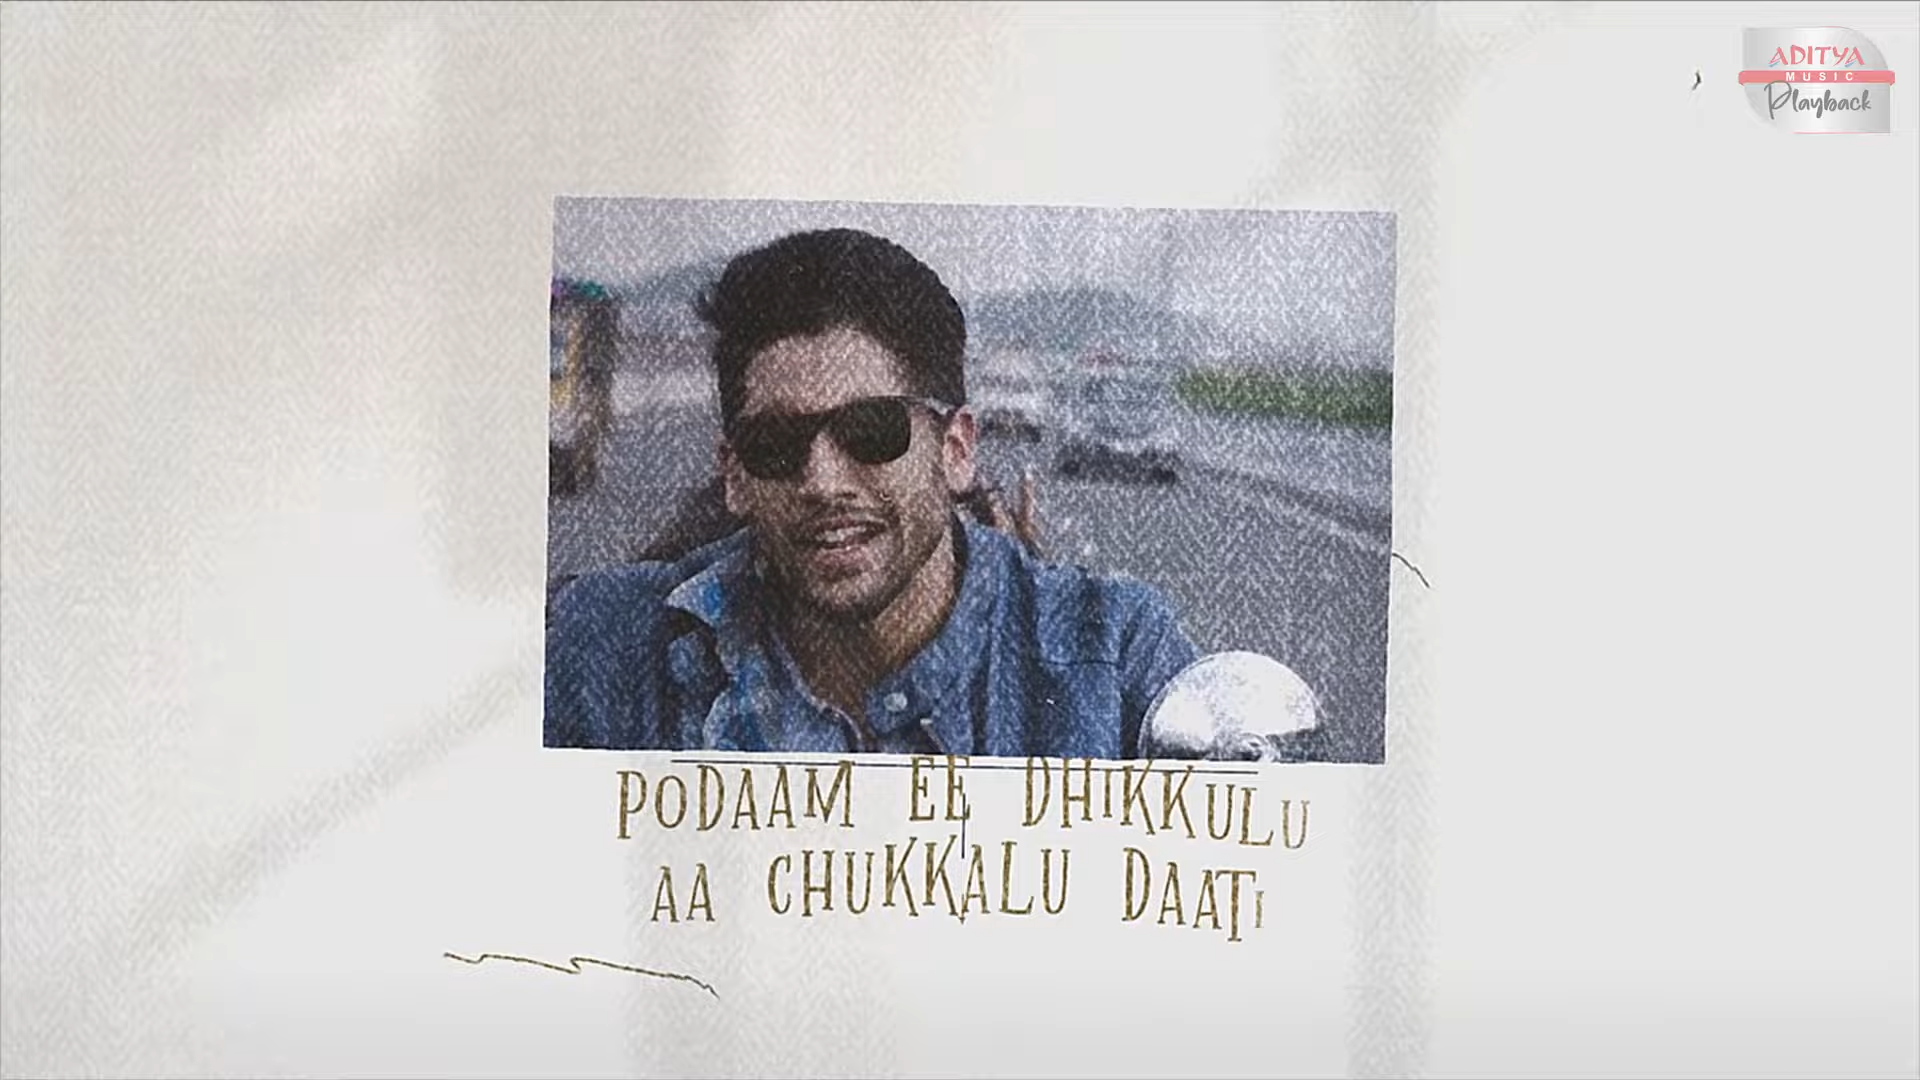 ADITYA
MUSIC
Playback
PODAAM EE DHIKKULU
AA CHUKKALU DAATI